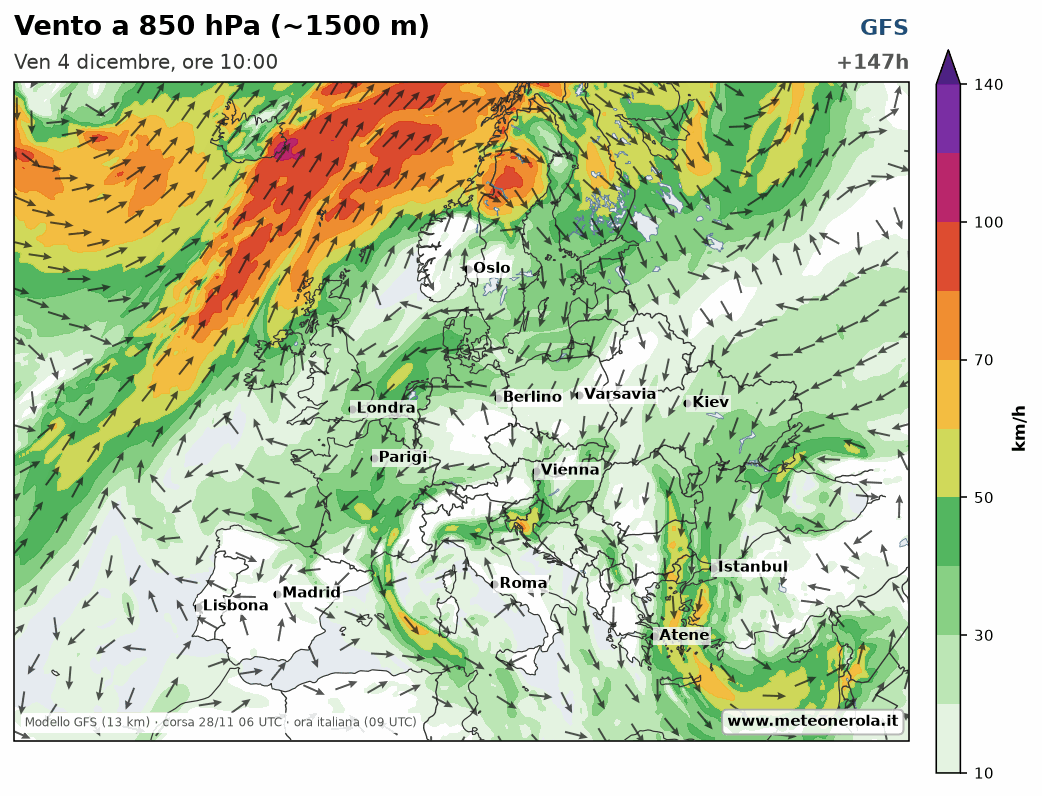 Vento a 850 hPa (~1500 m)
GFS
Ven 4 dicembre, ore 10:00
+147h
140
100
70
50
30
10
km/h
Oslo
Londra
Berlino
Varsavia
Kiev
Parigi
Vienna
Istanbul
Roma
Madrid
Lisbona
Atene
Modello GFS (13 km) · corsa 28/11 06 UTC · ora italiana (09 UTC)
www.meteonerola.it